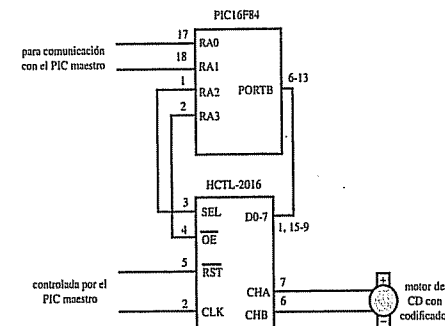 PIC16F84
17
RA0
para comunicación
con el PIC maestro
18
RA1
1
RA2
PORTB
6-13
2
RA3
HCTL-2016
3
SEL
D0-7
4
OE
1, 15-9
5
RST
controlada por el
PIC maestro
7
CHA
motor de
CD con
codificado
2
CLK
6
CHB
+
−